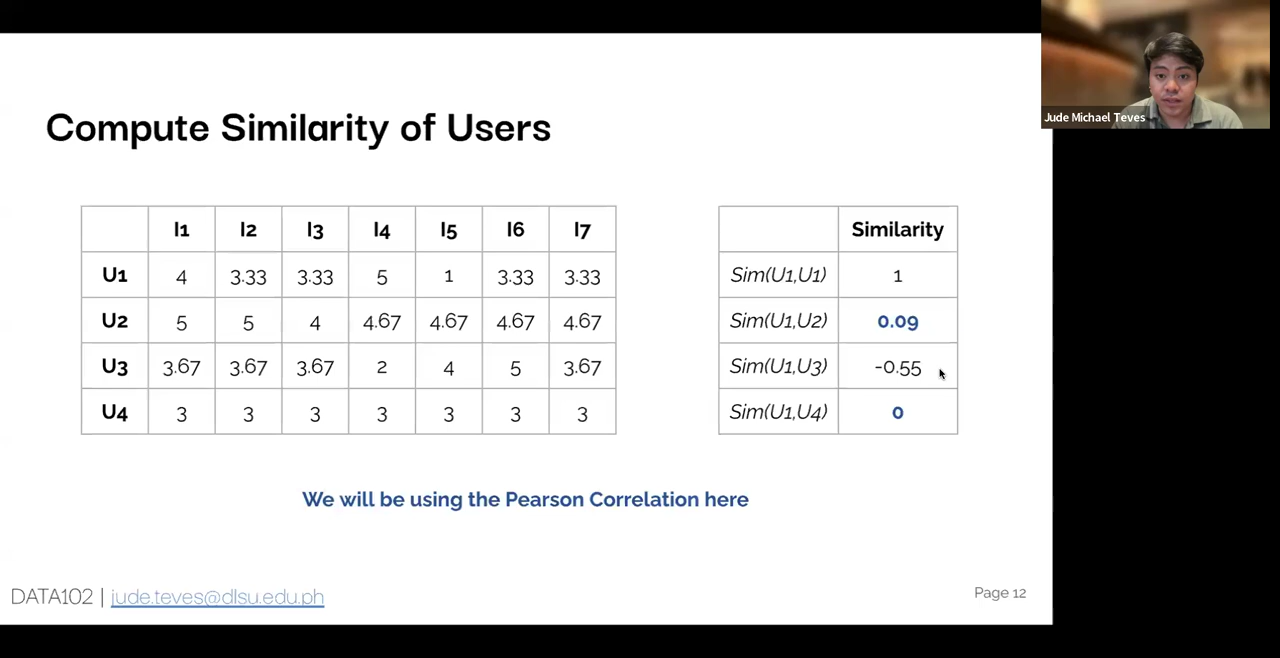 Jude Michael Teves
Compute Similarity of Users
I1 I2 I3 I4 I5 I6 I7
U1 4 3.33 3.33 5 1 3.33 3.33
U2 5 5 4 4.67 4.67 4.67 4.67
U3 3.67 3.67 3.67 2 4 5 3.67
U4 3 3 3 3 3 3 3
Similarity
Sim(U1,U1) 1
Sim(U1,U2) 0.09
Sim(U1,U3) -0.55
Sim(U1,U4) 0
We will be using the Pearson Correlation here
DATA102 | jude.teves@dlsu.edu.ph
Page 12